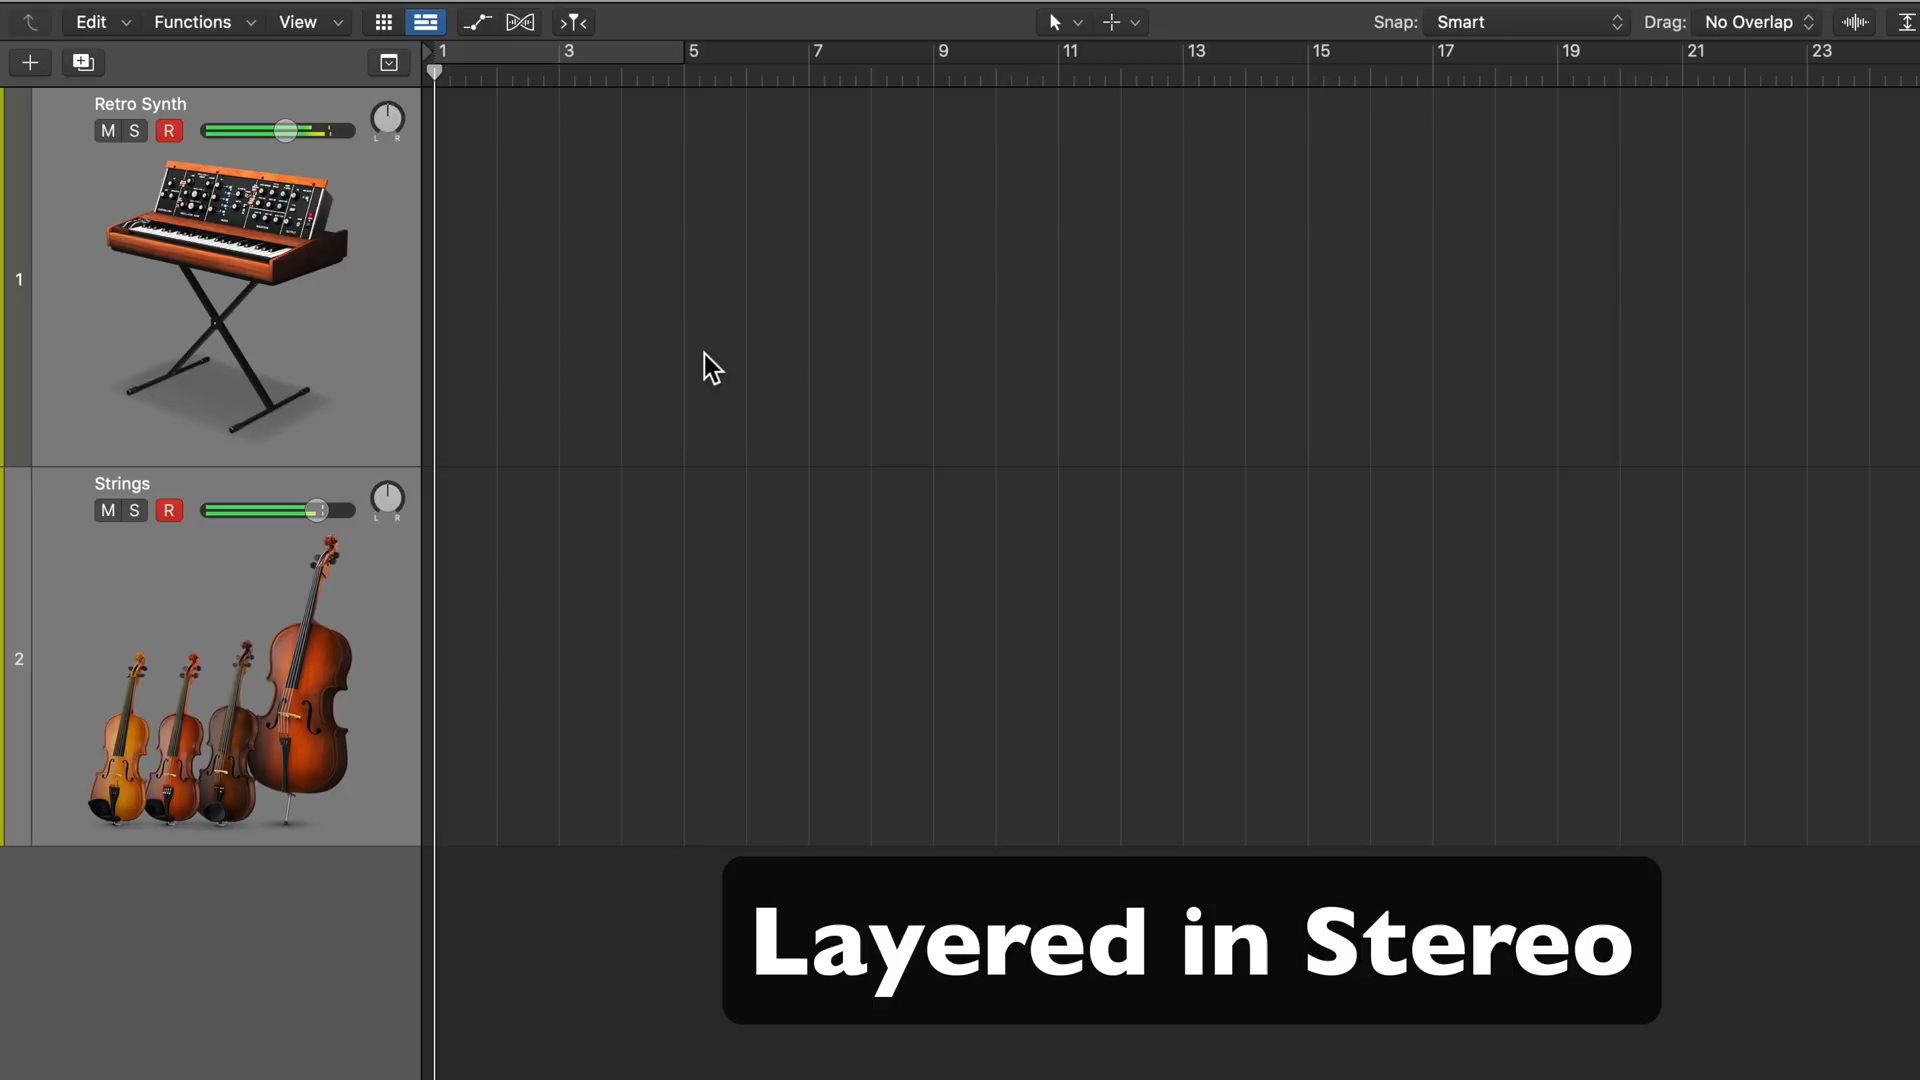 Edit Functions View Snap: Smart Drag: No Overlap
1 3 5 7 9 11 13 15 17 19 21 23
Retro Synth
M S R
L R
1
Strings
M S R
L R
2
Layered in Stereo